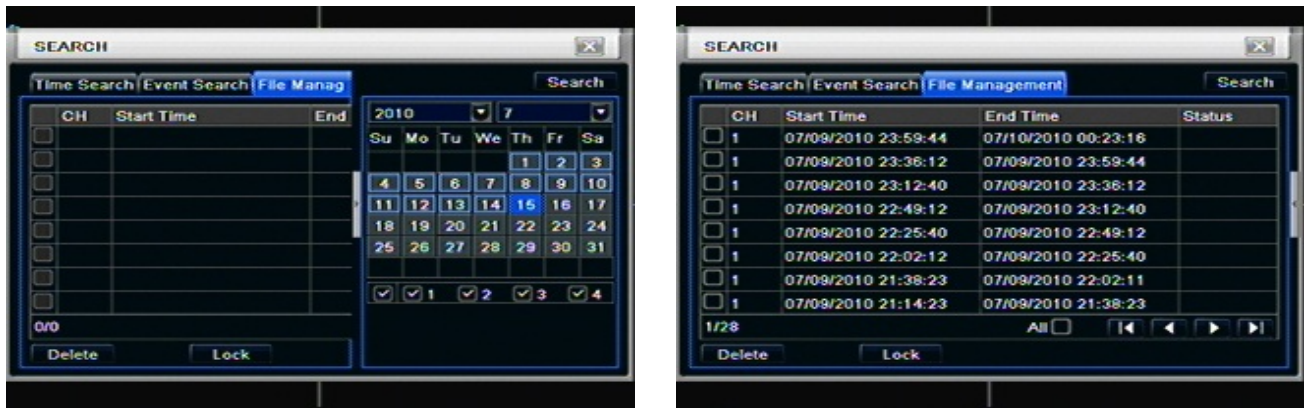 SEARCH
Time Search Event Search File Manag Search
CH Start Time End
2010 7
Su Mo Tu We Th Fr Sa
1 2 3
4 5 6 7 8 9 10
11 12 13 14 15 16 17
18 19 20 21 22 23 24
25 26 27 28 29 30 31
1 2 3 4
0/0
Delete Lock
SEARCH
Time Search Event Search File Management Search
CH Start Time End Time Status
1 07/09/2010 23:59:44 07/10/2010 00:23:16
1 07/09/2010 23:36:12 07/09/2010 23:59:44
1 07/09/2010 23:12:40 07/09/2010 23:36:12
1 07/09/2010 22:49:12 07/09/2010 23:12:40
1 07/09/2010 22:25:40 07/09/2010 22:49:12
1 07/09/2010 22:02:12 07/09/2010 22:25:40
1 07/09/2010 21:38:23 07/09/2010 22:02:11
1 07/09/2010 21:14:23 07/09/2010 21:38:23
1/28 All
Delete Lock